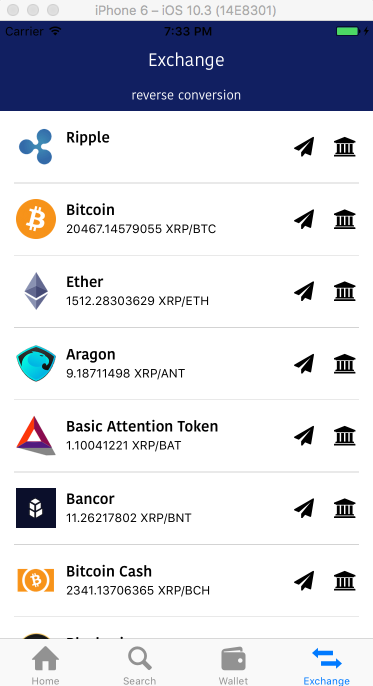 iPhone 6 – iOS 10.3 (14E8301)
Carrier 7:33 PM
Exchange
reverse conversion
Ripple
Bitcoin
20467.14579055 XRP/BTC
Ether
1512.28303629 XRP/ETH
Aragon
9.18711498 XRP/ANT
Basic Attention Token
1.10041221 XRP/BAT
Bancor
11.26217802 XRP/BNT
Bitcoin Cash
2341.13706365 XRP/BCH
Home Search Wallet Exchange